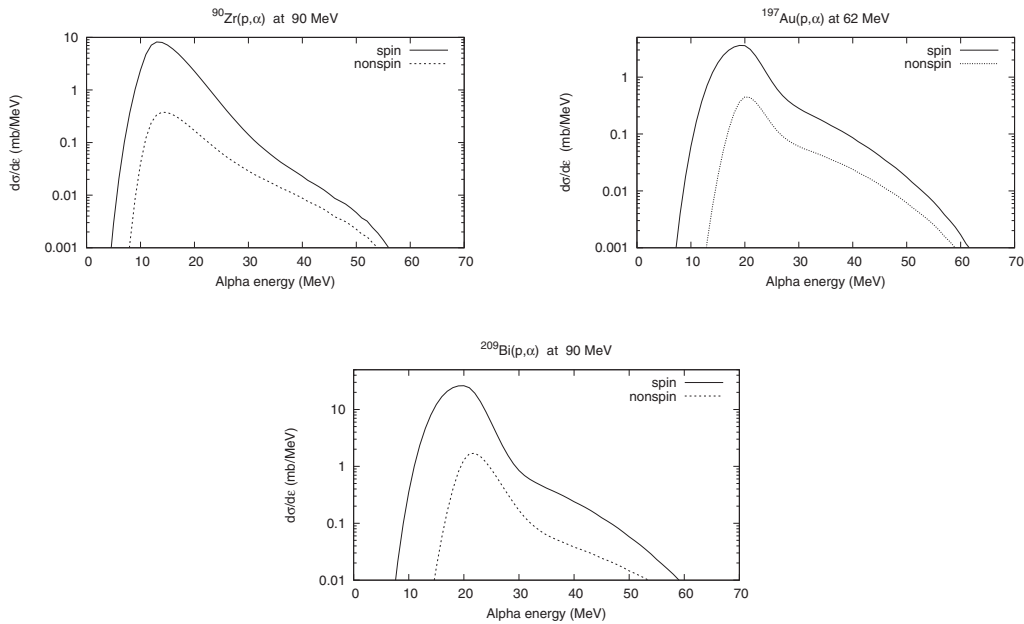 ⁹⁰Zr(p,α) at 90 MeV
dσ/dε (mb/MeV)
10
1
0.1
0.01
0.001
spin
nonspin
0 10 20 30 40 50 60 70
Alpha energy (MeV)
¹⁹⁷Au(p,α) at 62 MeV
dσ/dε (mb/MeV)
1
0.1
0.01
0.001
spin
nonspin
0 10 20 30 40 50 60 70
Alpha energy (MeV)
²⁰⁹Bi(p,α) at 90 MeV
dσ/dε (mb/MeV)
10
1
0.1
0.01
spin
nonspin
0 10 20 30 40 50 60 70
Alpha energy (MeV)